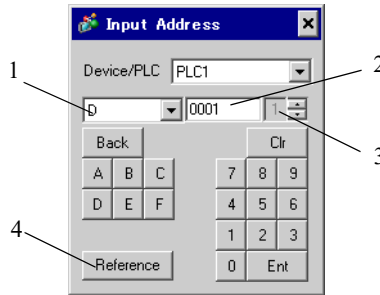 Input Address
Device/PLC PLC1
1 2
D 0001 1
3
Back Clr
A B C 7 8 9
D E F 4 5 6
1 2 3
4
Reference 0 Ent